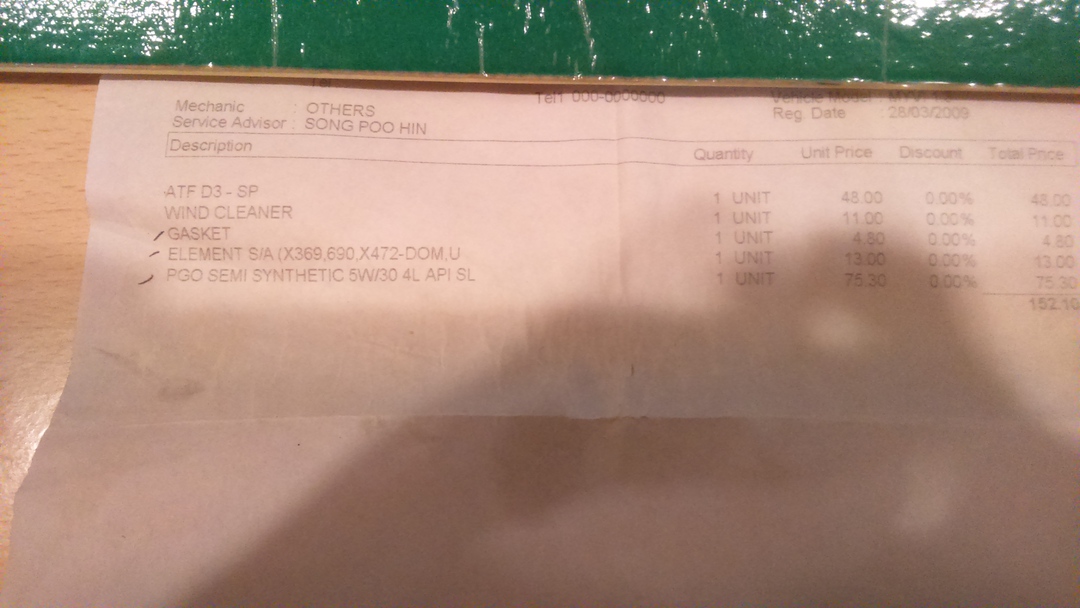 Tel
Tel1 000-0000000
Vehicle Model :
Mechanic : OTHERS
Reg. Date : 28/03/2009
Service Advisor : SONG POO HIN
Description Quantity Unit Price Discount Total Price
ATF D3 - SP 1 UNIT 48.00 0.00% 48.00
WIND CLEANER 1 UNIT 11.00 0.00% 11.00
GASKET 1 UNIT 4.80 0.00% 4.80
ELEMENT S/A (X369,690,X472-DOM,U 1 UNIT 13.00 0.00% 13.00
PGO SEMI SYNTHETIC 5W/30 4L API SL 1 UNIT 75.30 0.00% 75.30
152.10